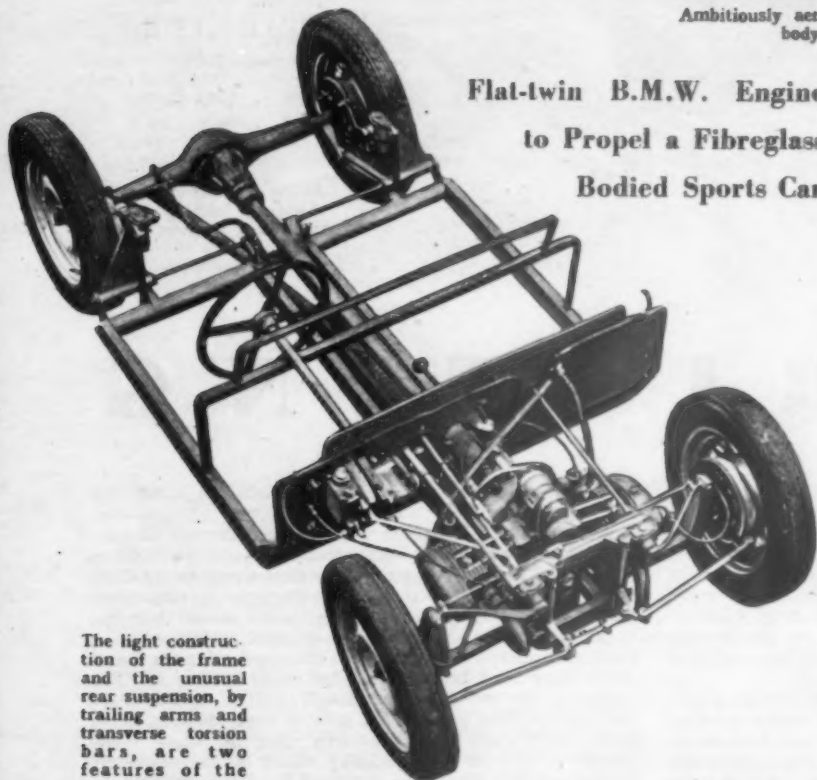 Ambitiously aer
body
Flat-twin B.M.W. Engine
to Propel a Fibreglass
Bodied Sports Car
The light construc-
tion of the frame
and the unusual
rear suspension, by
trailing arms and
transverse torsion
bars, are two
features of the